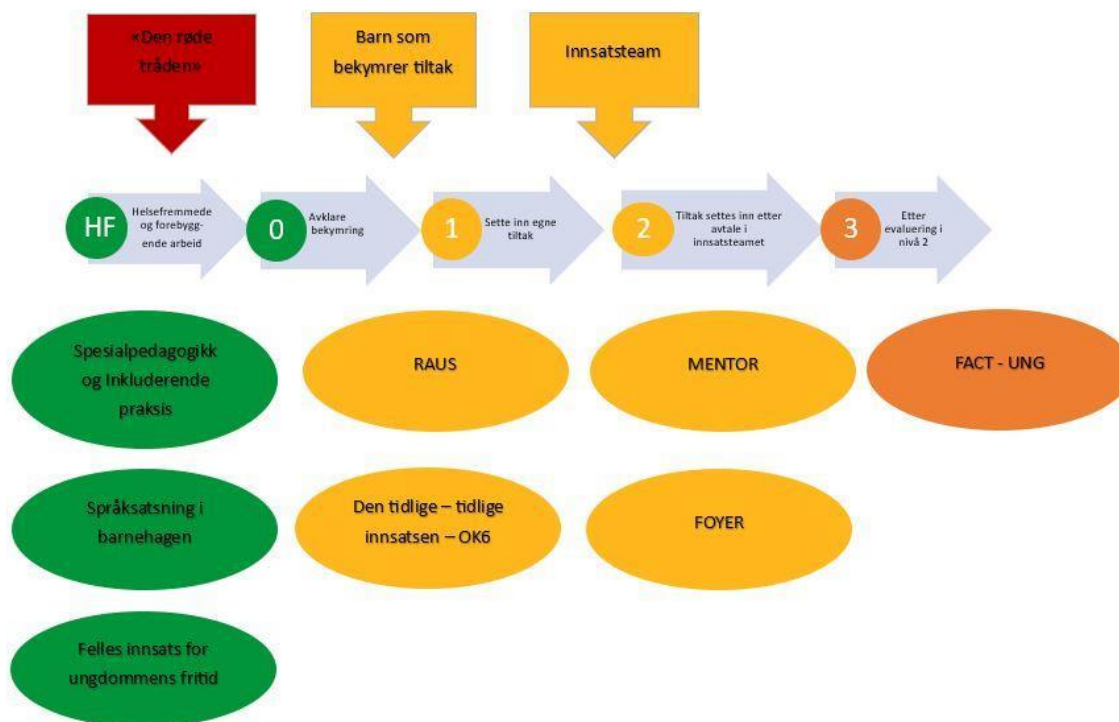 «Den røde
tråden»
Barn som
bekymrer tiltak
Innsatsteam
HF
Helsefremmede
og forebygg-
ende arbeid
0
Avklare
bekymring
1
Sette inn egne
tiltak
2
Tiltak settes inn etter
avtale i
innsatsteamet
3
Etter
evaluering i
nivå 2
Spesialpedagogikk
og Inkluderende
praksis
RAUS
MENTOR
FACT - UNG
Språksatsning i
barnehagen
Den tidlige – tidlige
innsatsen – OK6
FOYER
Felles innsats for
ungdommens fritid